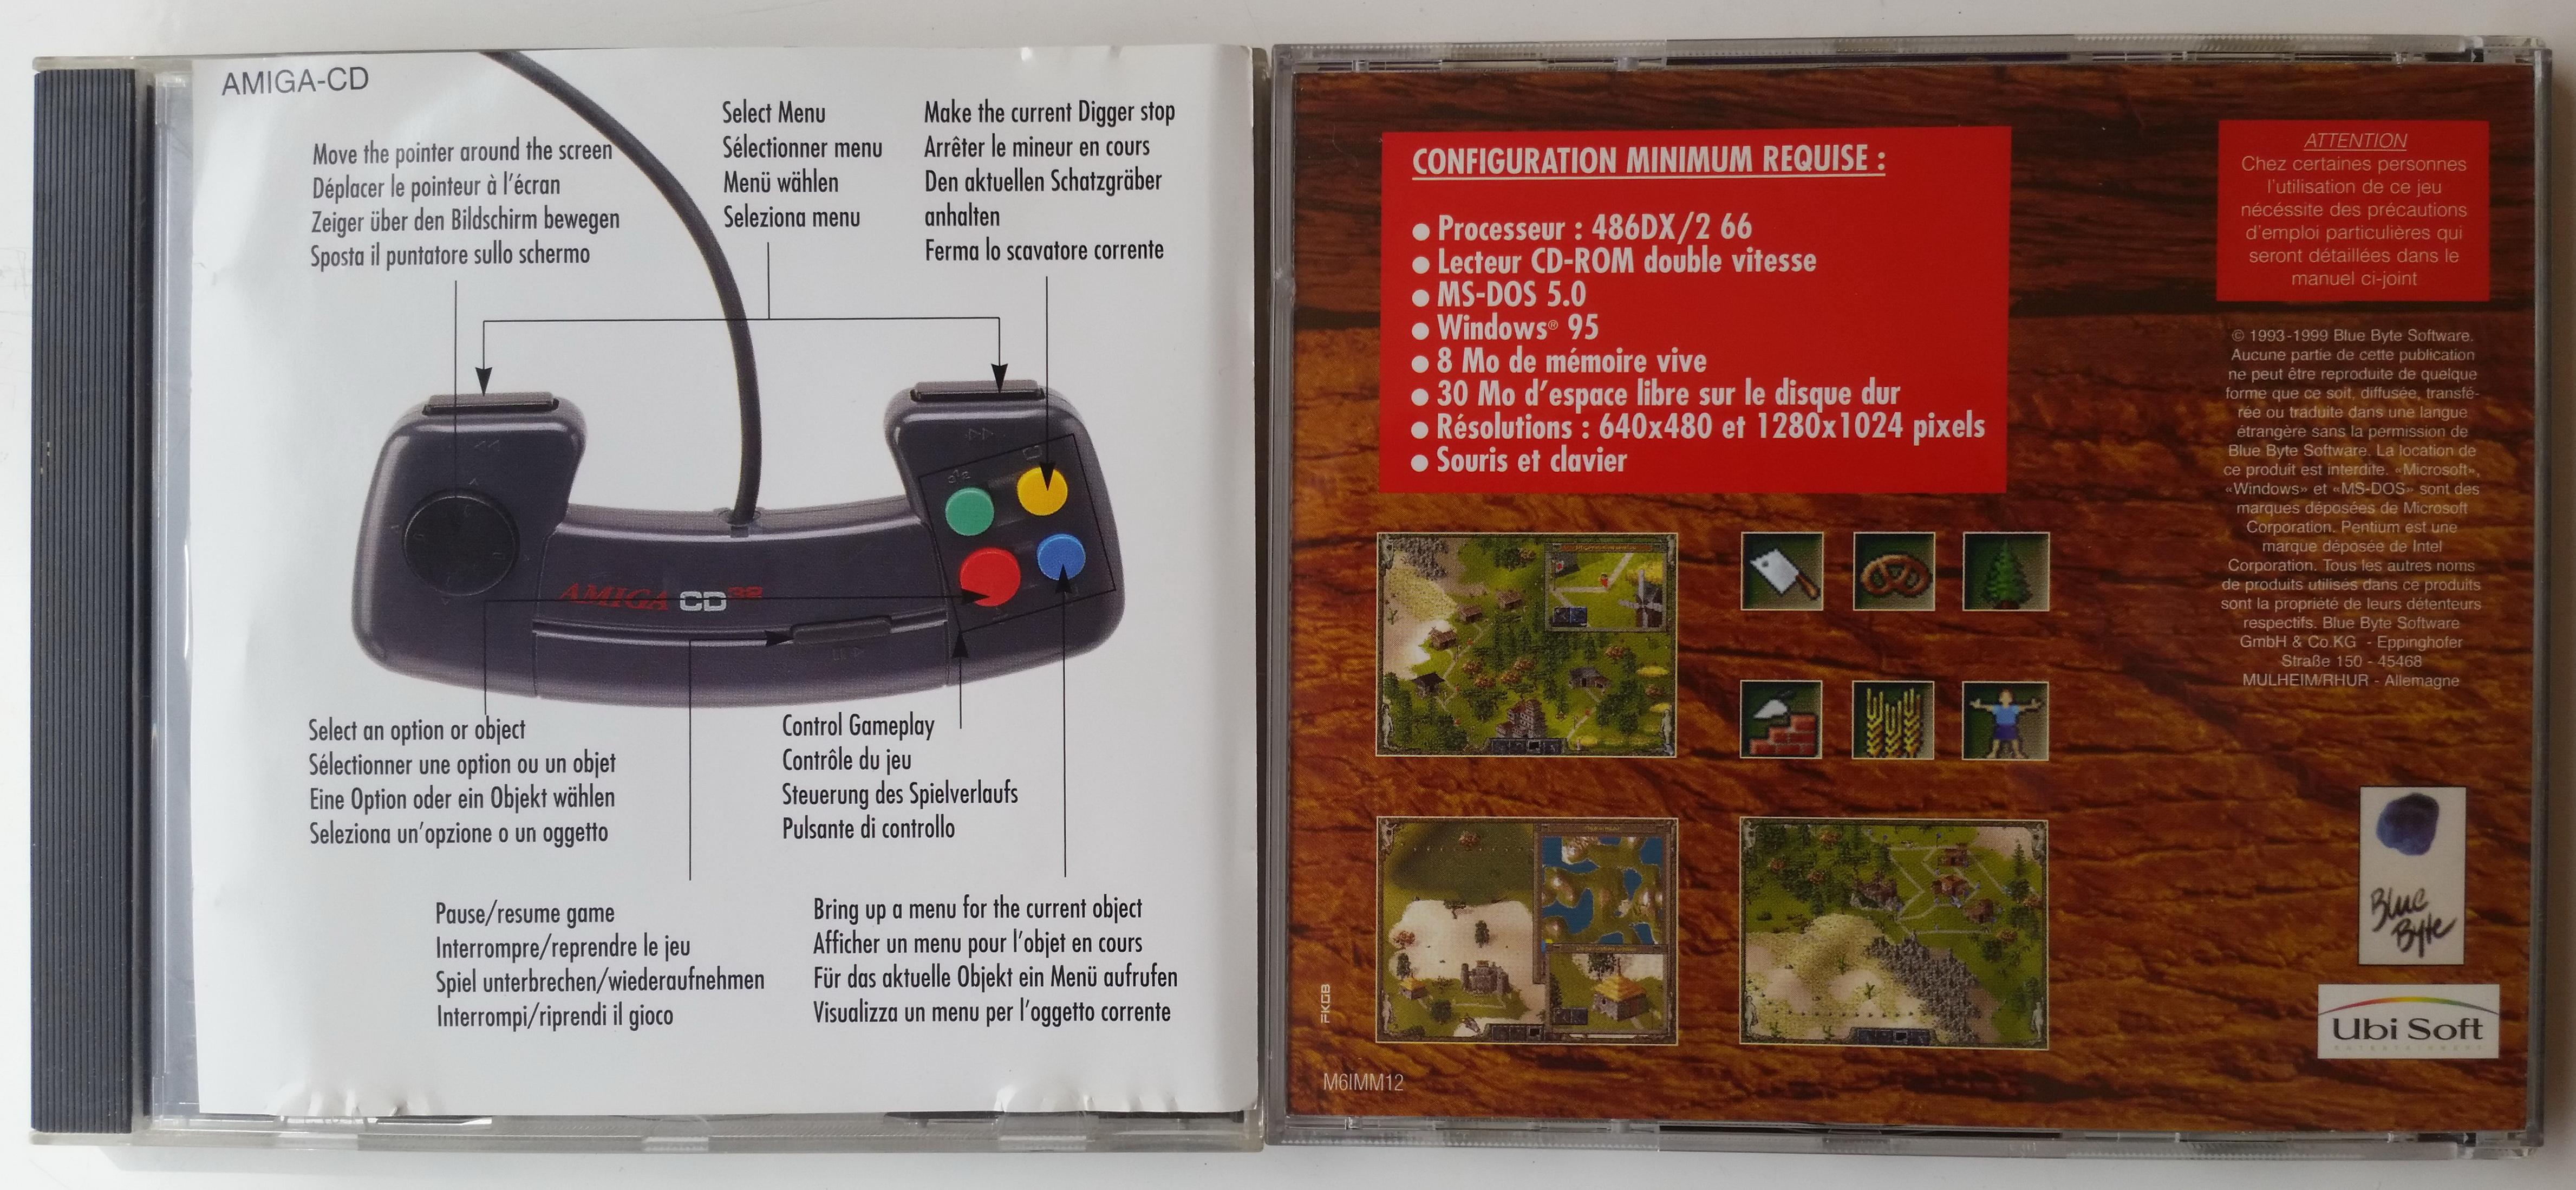 AMIGA-CD
Move the pointer around the screen
Déplacer le pointeur à l'écran
Zeiger über den Bildschirm bewegen
Sposta il puntatore sullo schermo
Select Menu
Sélectionner menu
Menü wählen
Seleziona menu
Make the current Digger stop
Arrêter le mineur en cours
Den aktuellen Schatzgräber
anhalten
Ferma lo scavatore corrente
AMIGA CD32
Select an option or object
Sélectionner une option ou un objet
Eine Option oder ein Objekt wählen
Seleziona un'opzione o un oggetto
Control Gameplay
Contrôle du jeu
Steuerung des Spielverlaufs
Pulsante di controllo
Pause/resume game
Interrompre/reprendre le jeu
Spiel unterbrechen/wiederaufnehmen
Interrompi/riprendi il gioco
Bring up a menu for the current object
Afficher un menu pour l'objet en cours
Für das aktuelle Objekt ein Menü aufrufen
Visualizza un menu per l'oggetto corrente
CONFIGURATION MINIMUM REQUISE :
● Processeur : 486DX/2 66
● Lecteur CD-ROM double vitesse
● MS-DOS 5.0
● Windows® 95
● 8 Mo de mémoire vive
● 30 Mo d'espace libre sur le disque dur
● Résolutions : 640x480 et 1280x1024 pixels
● Souris et clavier
ATTENTION
Chez certaines personnes
l'utilisation de ce jeu
nécéssite des précautions
d'emploi particulières qui
seront détaillées dans le
manuel ci-joint
© 1993-1999 Blue Byte Software.
Aucune partie de cette publication
ne peut être reproduite de quelque
forme que ce soit, diffusée, transfé-
rée ou traduite dans une langue
étrangère sans la permission de
Blue Byte Software. La location de
ce produit est interdite. «Microsoft»,
«Windows» et «MS-DOS» sont des
marques déposées de Microsoft
Corporation. Pentium est une
marque déposée de Intel
Corporation. Tous les autres noms
de produits utilisés dans ce produits
sont la propriété de leurs détenteurs
respectifs. Blue Byte Software
GmbH & Co.KG - Eppinghofer
Straße 150 - 45468
MULHEIM/RHUR - Allemagne
Blue
Byte
Ubi Soft
ENTERTAINMENT
FKGB
M6IMM12